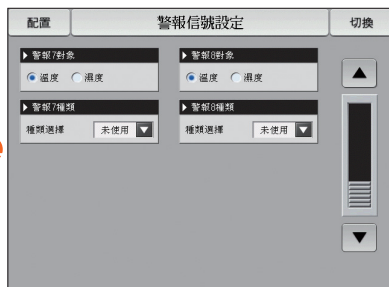 配置 警報信號設定 切換
▶ 警報7對象 ▶ 警報8對象
溫度 濕度 溫度 濕度
▶ 警報7種類 ▶ 警報8種類
種類選擇 未使用 ▼ 種類選擇 未使用 ▼